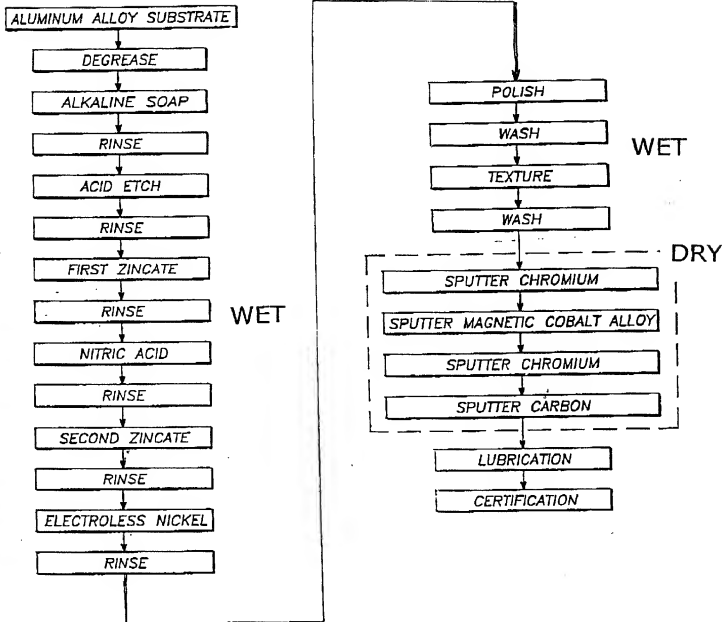 ALUMINUM ALLOY SUBSTRATE
DEGREASE
ALKALINE SOAP
RINSE
ACID ETCH
RINSE
FIRST ZINCATE
RINSE
WET
NITRIC ACID
RINSE
SECOND ZINCATE
RINSE
ELECTROLESS NICKEL
RINSE
POLISH
WASH
WET
TEXTURE
WASH
DRY
SPUTTER CHROMIUM
SPUTTER MAGNETIC COBALT ALLOY
SPUTTER CHROMIUM
SPUTTER CARBON
LUBRICATION
CERTIFICATION